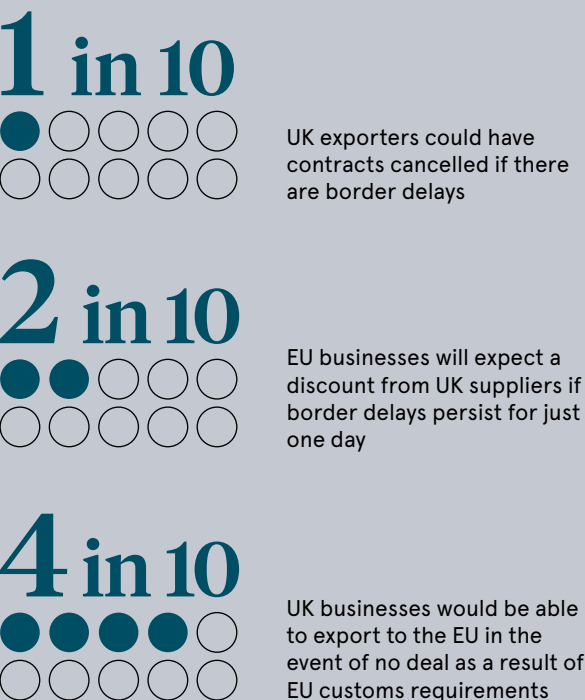 1 in 10
UK exporters could have
contracts cancelled if there
are border delays
2 in 10
EU businesses will expect a
discount from UK suppliers if
border delays persist for just
one day
4 in 10
UK businesses would be able
to export to the EU in the
event of no deal as a result of
EU customs requirements